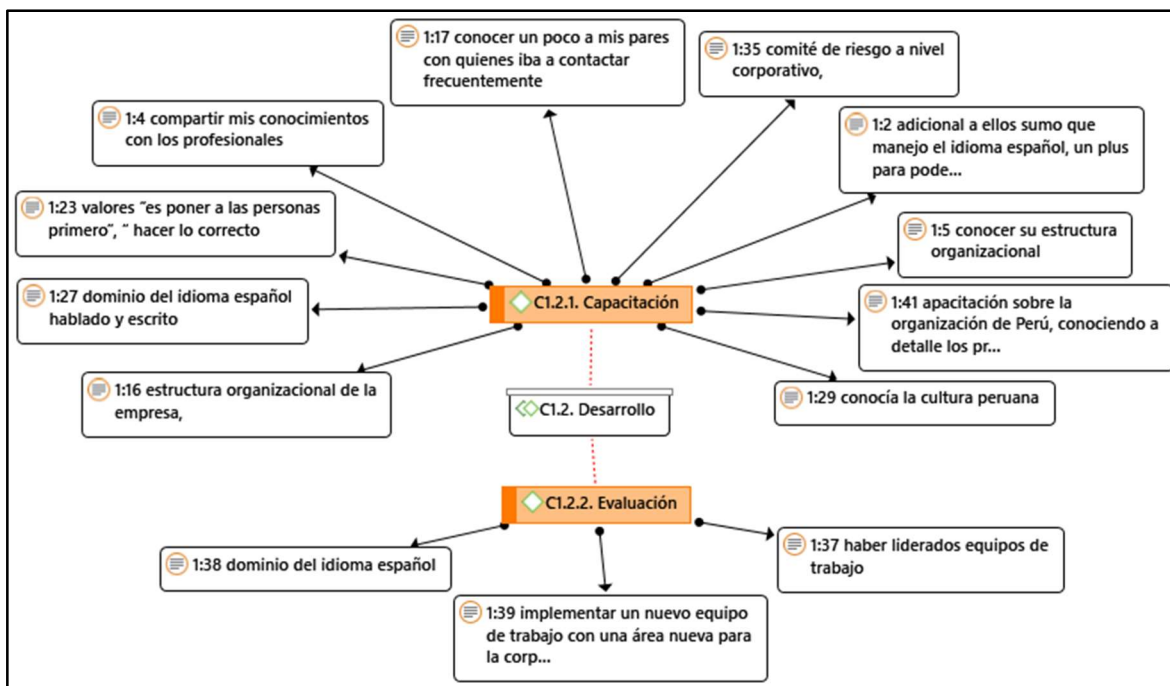 1:17 conocer un poco a mis pares
con quienes iba a contactar
frecuentemente
1:35 comité de riesgo a nivel
corporativo,
1:4 compartir mis conocimientos
con los profesionales
1:2 adicional a ellos sumo que
manejo el idioma español, un plus
para pode...
1:23 valores “es poner a las personas
primero”, “ hacer lo correcto
1:5 conocer su estructura
organizacional
1:27 dominio del idioma español
hablado y escrito
C1.2.1. Capacitación
1:41 apacitación sobre la
organización de Perú, conociendo a
detalle los pr...
1:16 estructura organizacional de la
empresa,
1:29 conocía la cultura peruana
C1.2. Desarrollo
C1.2.2. Evaluación
1:38 dominio del idioma español
1:37 haber liderados equipos de
trabajo
1:39 implementar un nuevo equipo
de trabajo con una área nueva para
la corp...